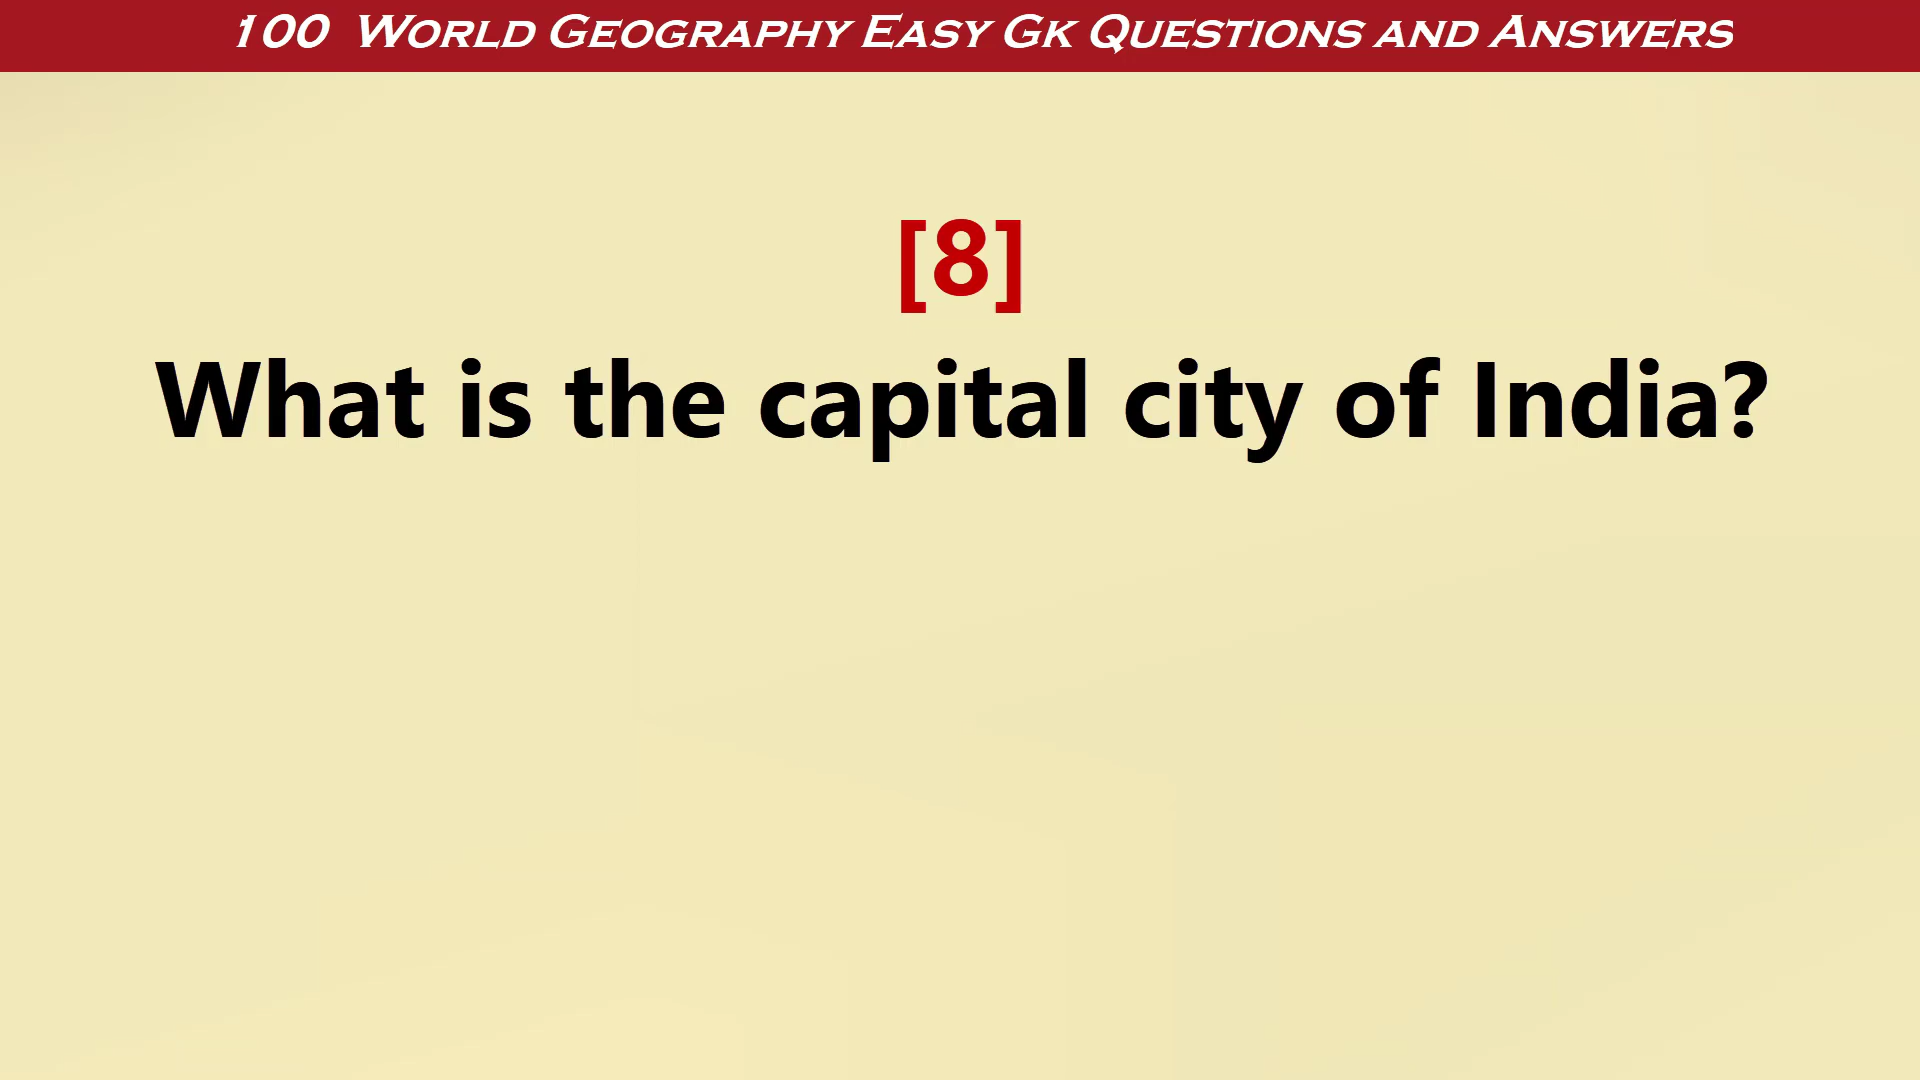 100 World Geography Easy Gk Questions and Answers
[8]
What is the capital city of India?